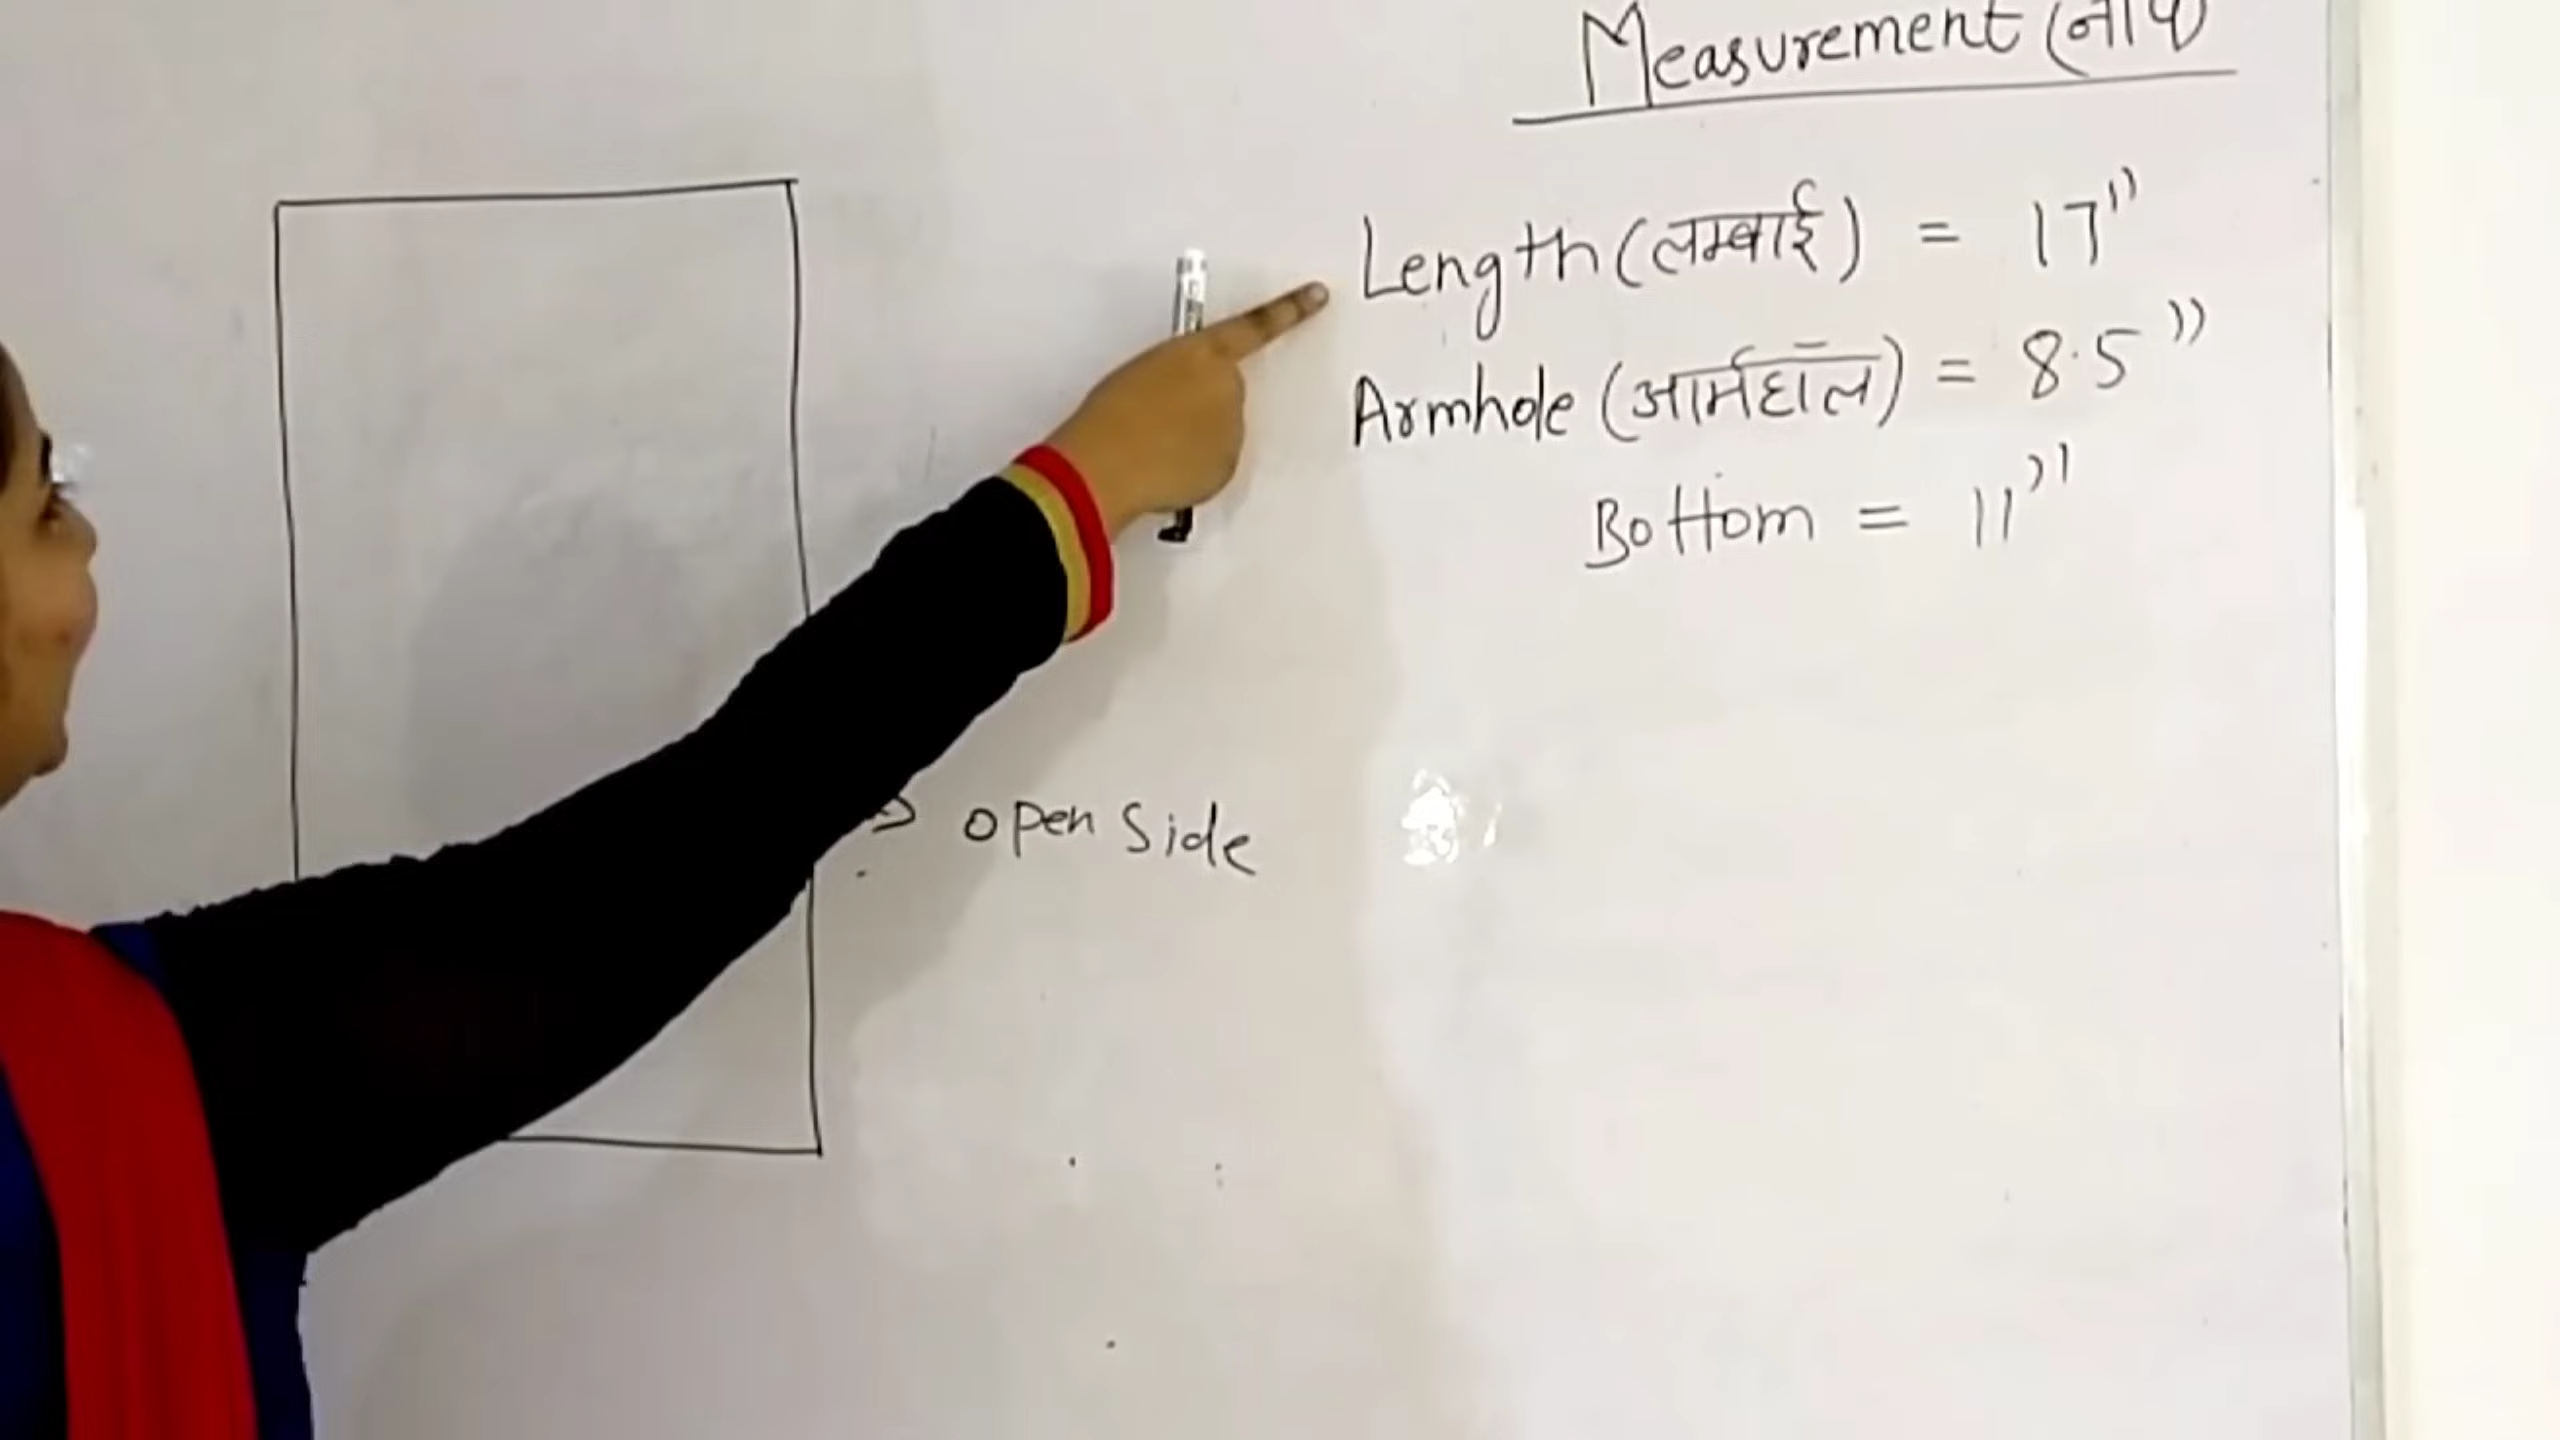 Measurement (नाप)
Length (लम्बाई) = 17"
Armhole (आर्महॉल) = 8.5"
Bottom = 11"
→ open side